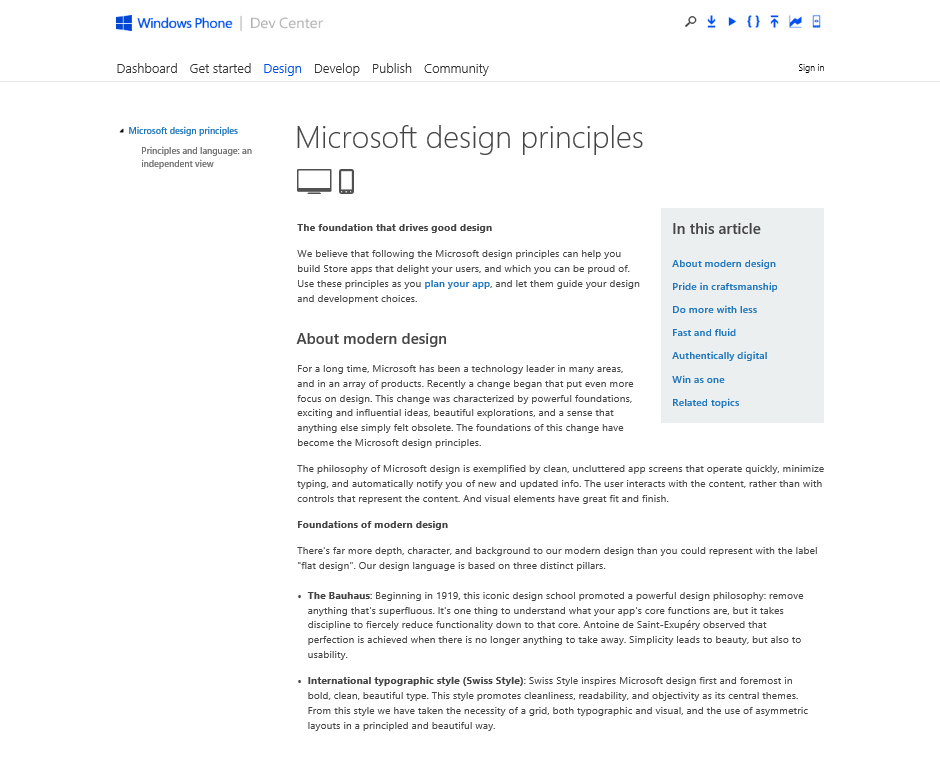 Windows Phone | Dev Center
Dashboard Get started Design Develop Publish Community
Sign in
Microsoft design principles
Principles and language: an
independent view
Microsoft design principles
The foundation that drives good design
We believe that following the Microsoft design principles can help you
build Store apps that delight your users, and which you can be proud of.
Use these principles as you plan your app, and let them guide your design
and development choices.
In this article
About modern design
Pride in craftsmanship
Do more with less
Fast and fluid
Authentically digital
Win as one
Related topics
About modern design
For a long time, Microsoft has been a technology leader in many areas,
and in an array of products. Recently a change began that put even more
focus on design. This change was characterized by powerful foundations,
exciting and influential ideas, beautiful explorations, and a sense that
anything else simply felt obsolete. The foundations of this change have
become the Microsoft design principles.
The philosophy of Microsoft design is exemplified by clean, uncluttered app screens that operate quickly, minimize
typing, and automatically notify you of new and updated info. The user interacts with the content, rather than with
controls that represent the content. And visual elements have great fit and finish.
Foundations of modern design
There's far more depth, character, and background to our modern design than you could represent with the label
"flat design". Our design language is based on three distinct pillars.
• The Bauhaus: Beginning in 1919, this iconic design school promoted a powerful design philosophy: remove
anything that's superfluous. It's one thing to understand what your app's core functions are, but it takes
discipline to fiercely reduce functionality down to that core. Antoine de Saint-Exupéry observed that
perfection is achieved when there is no longer anything to take away. Simplicity leads to beauty, but also to
usability.
• International typographic style (Swiss Style): Swiss Style inspires Microsoft design first and foremost in
bold, clean, beautiful type. This style promotes cleanliness, readability, and objectivity as its central themes.
From this style we have taken the necessity of a grid, both typographic and visual, and the use of asymmetric
layouts in a principled and beautiful way.